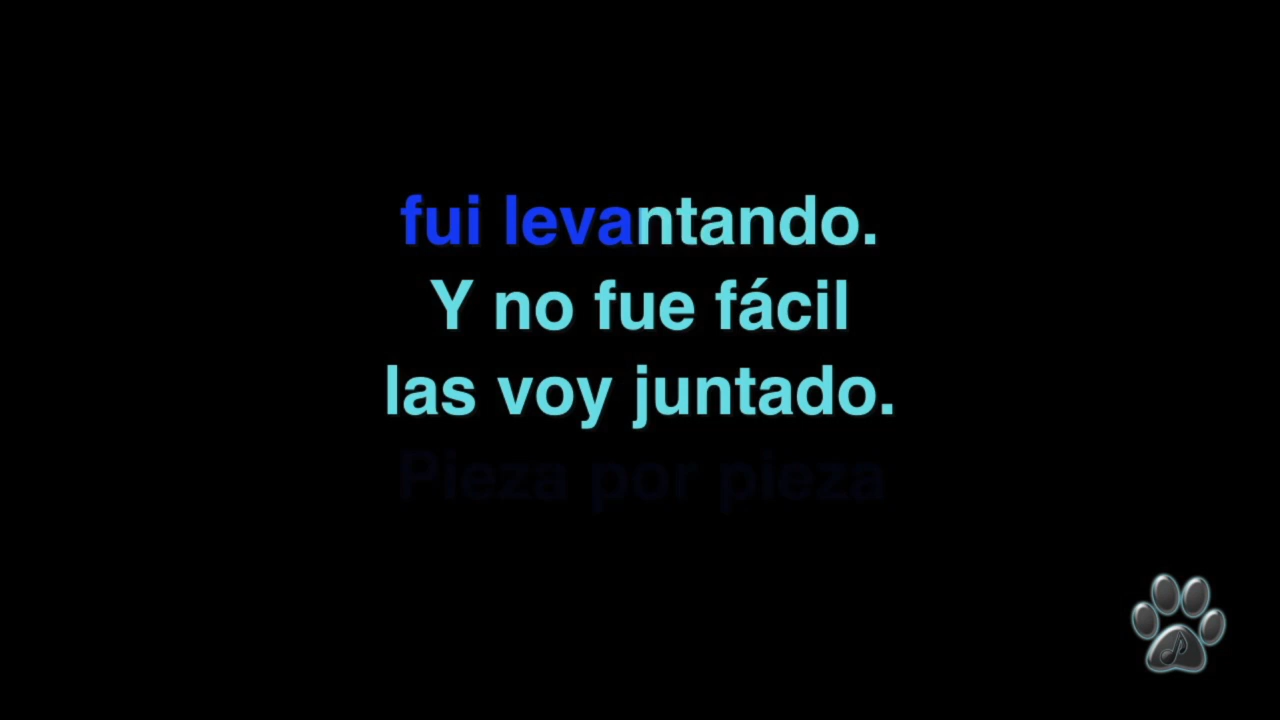 fui levantando.
Y no fue fácil
las voy juntado.
Pieza por pieza